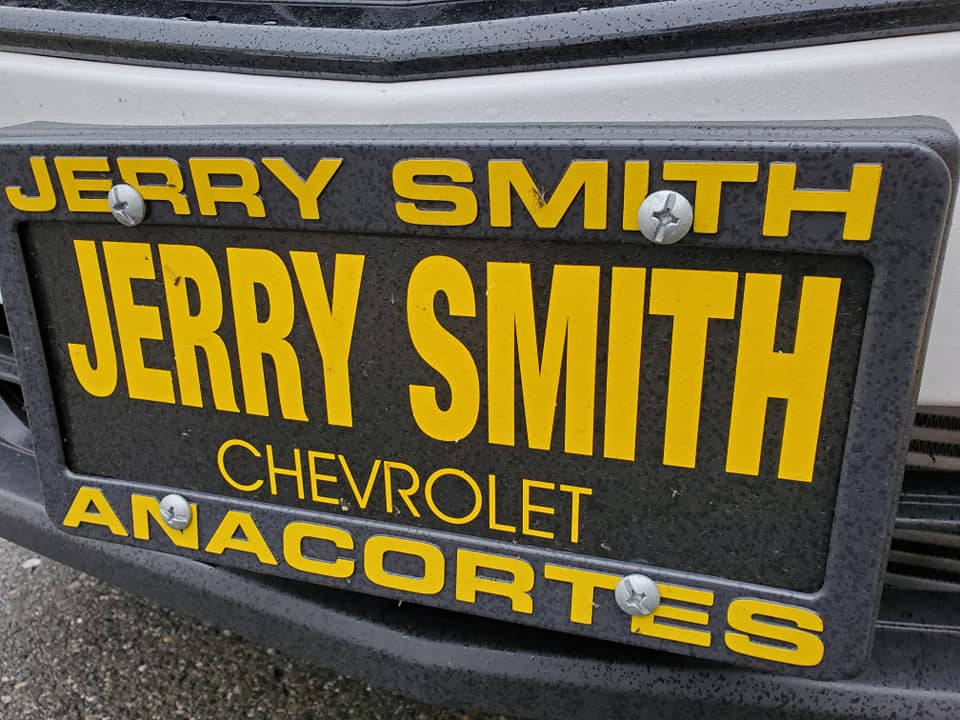 JERRY SMITH
JERRY SMITH
CHEVROLET
ANACORTES